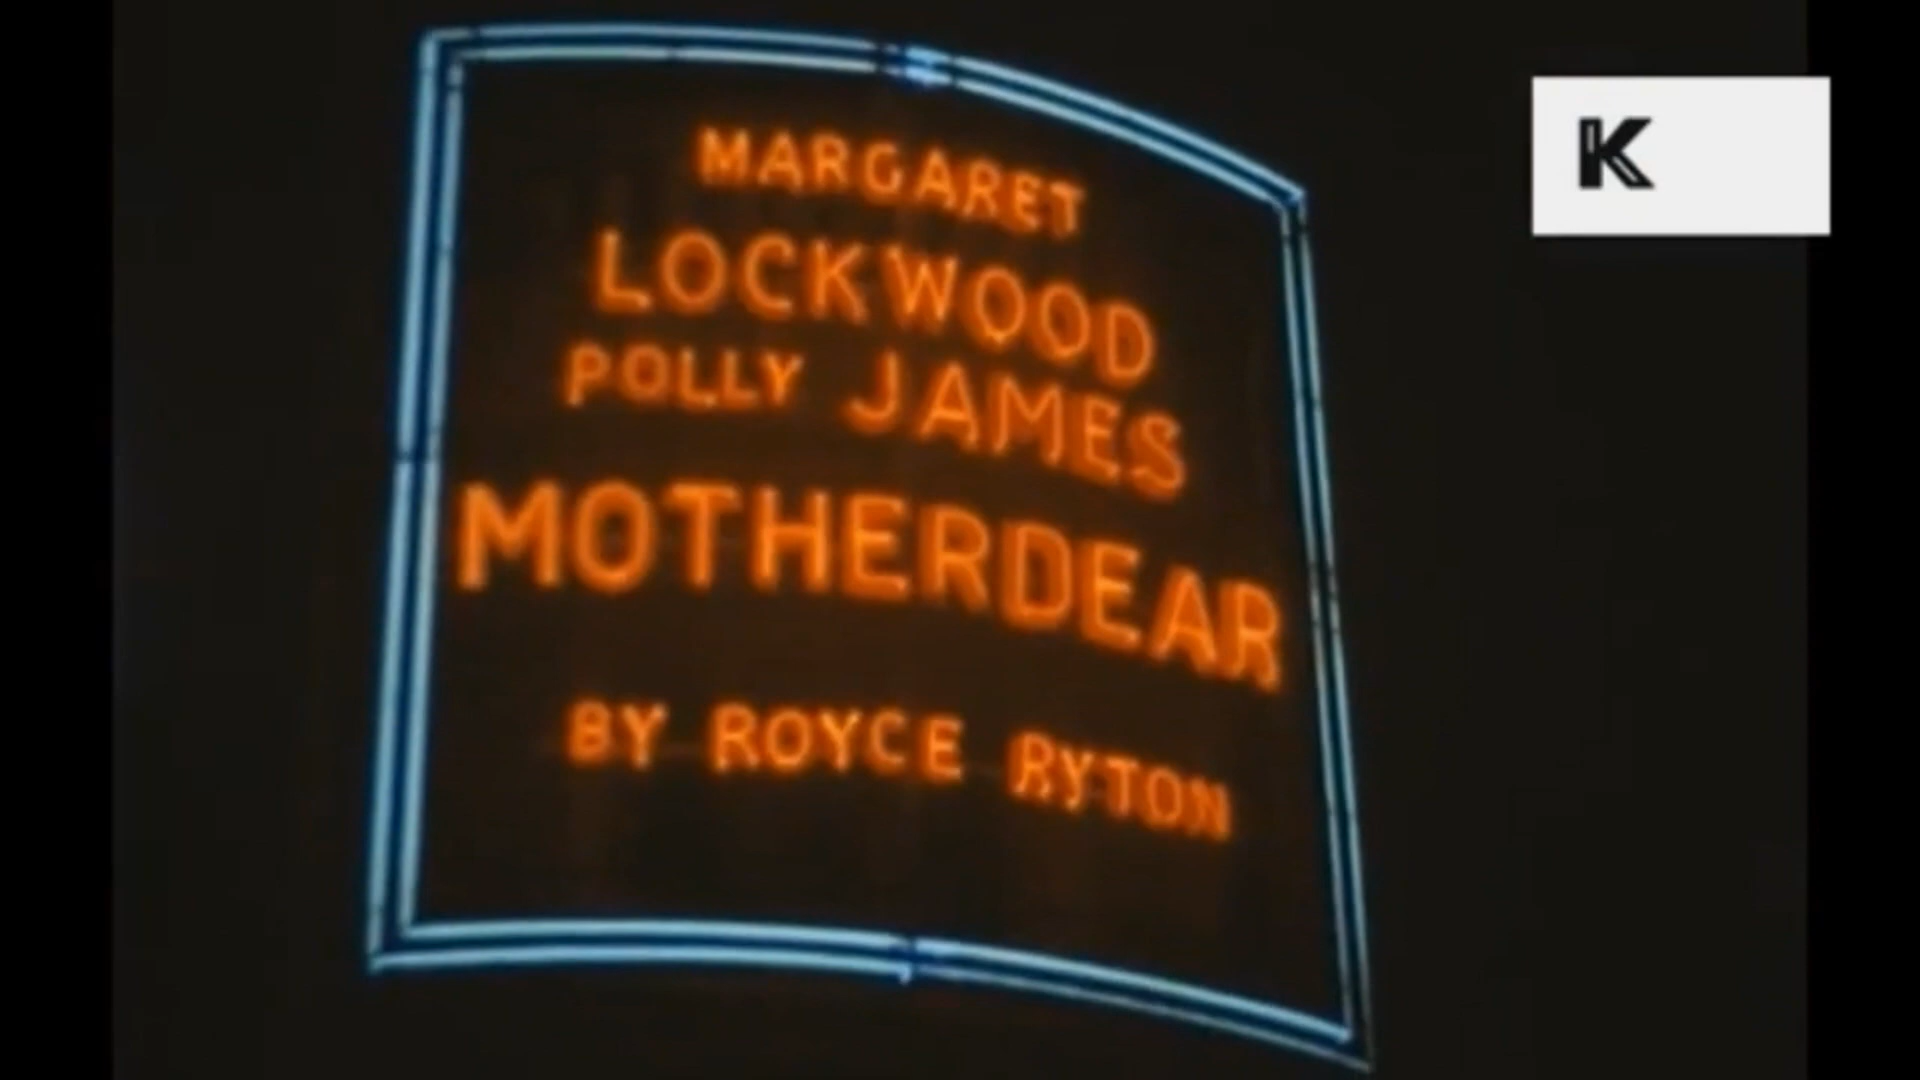 MARGARET
LOCKWOOD
POLLY JAMES
MOTHERDEAR
BY ROYCE RYTON
K